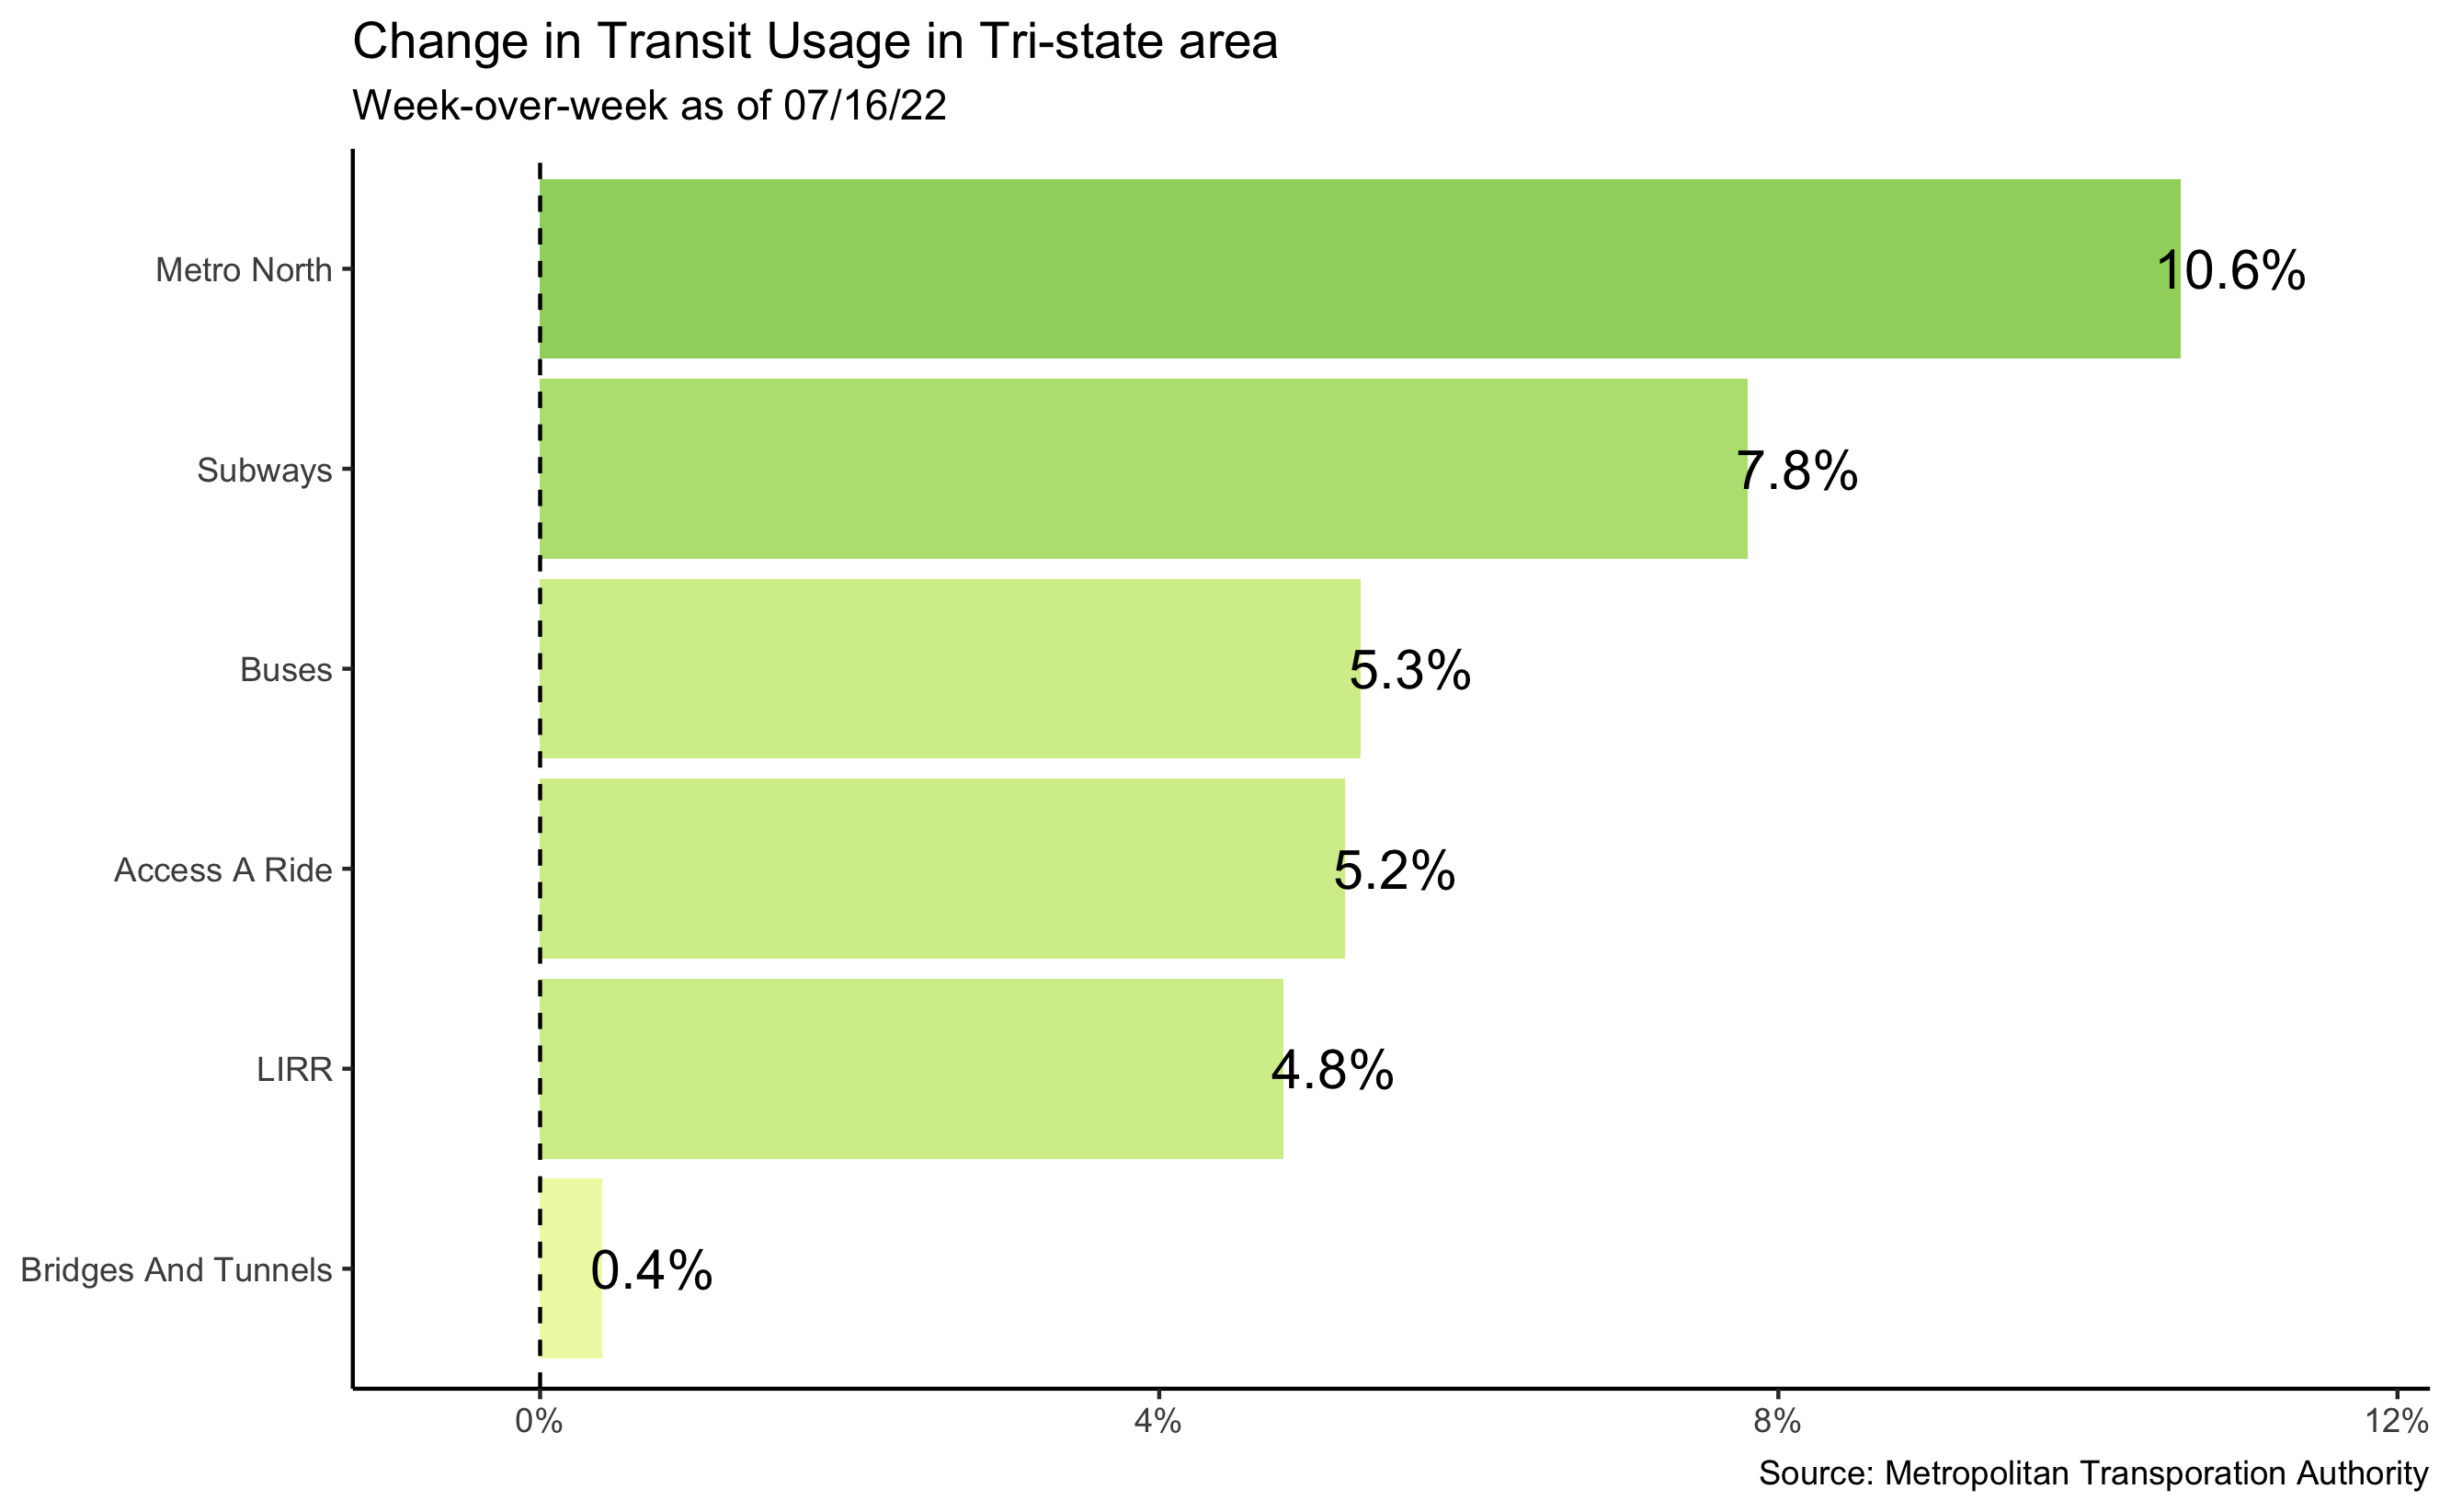 Change in Transit Usage in Tri-state area
Week-over-week as of 07/16/22
Metro North
10.6%
Subways
7.8%
Buses
5.3%
Access A Ride
5.2%
LIRR
4.8%
Bridges And Tunnels
0.4%
0%
4%
8%
12%
Source: Metropolitan Transporation Authority